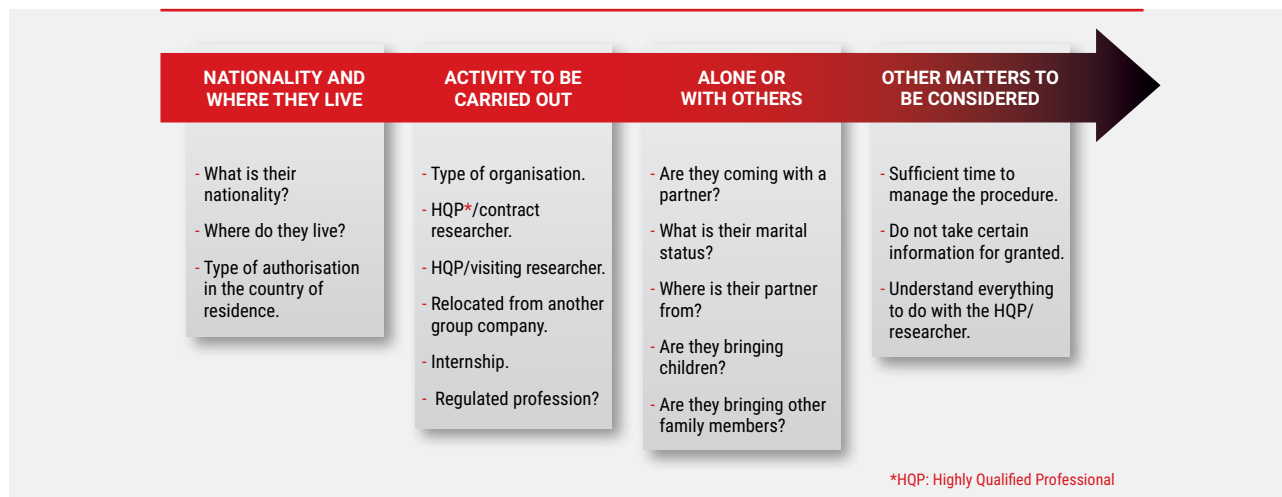 NATIONALITY AND
WHERE THEY LIVE
- What is their
nationality?
- Where do they live?
- Type of authorisation
in the country of
residence.
ACTIVITY TO BE
CARRIED OUT
- Type of organisation.
- HQP*/contract
researcher.
- HQP/visiting researcher.
- Relocated from another
group company.
- Internship.
- Regulated profession?
ALONE OR
WITH OTHERS
- Are they coming with a
partner?
- What is their marital
status?
- Where is their partner
from?
- Are they bringing
children?
- Are they bringing other
family members?
OTHER MATTERS TO
BE CONSIDERED
- Sufficient time to
manage the procedure.
- Do not take certain
information for granted.
- Understand everything
to do with the HQP/
researcher.
*HQP: Highly Qualified Professional